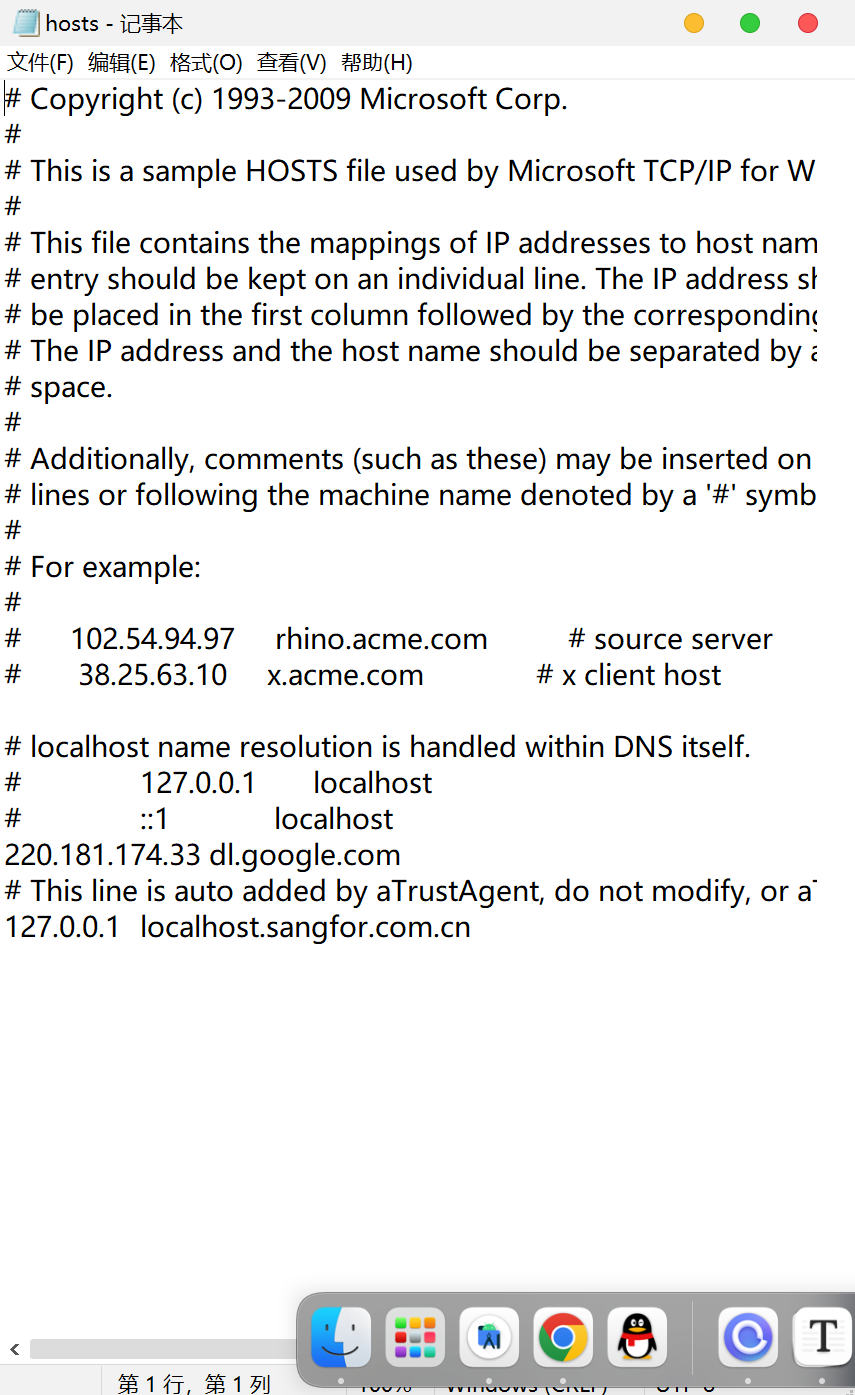 hosts - 记事本
文件(F) 编辑(E) 格式(O) 查看(V) 帮助(H)
# Copyright (c) 1993-2009 Microsoft Corp.
#
# This is a sample HOSTS file used by Microsoft TCP/IP for W
#
# This file contains the mappings of IP addresses to host nam
# entry should be kept on an individual line. The IP address sh
# be placed in the first column followed by the corresponding
# The IP address and the host name should be separated by a
# space.
#
# Additionally, comments (such as these) may be inserted on
# lines or following the machine name denoted by a '#' symb
#
# For example:
#
# 102.54.94.97 rhino.acme.com # source server
# 38.25.63.10 x.acme.com # x client host

# localhost name resolution is handled within DNS itself.
# 127.0.0.1 localhost
# ::1 localhost
220.181.174.33 dl.google.com
# This line is auto added by aTrustAgent, do not modify, or aT
127.0.0.1 localhost.sangfor.com.cn
T
第 1 行，第 1 列 100% Windows (CRLF) UTF-8